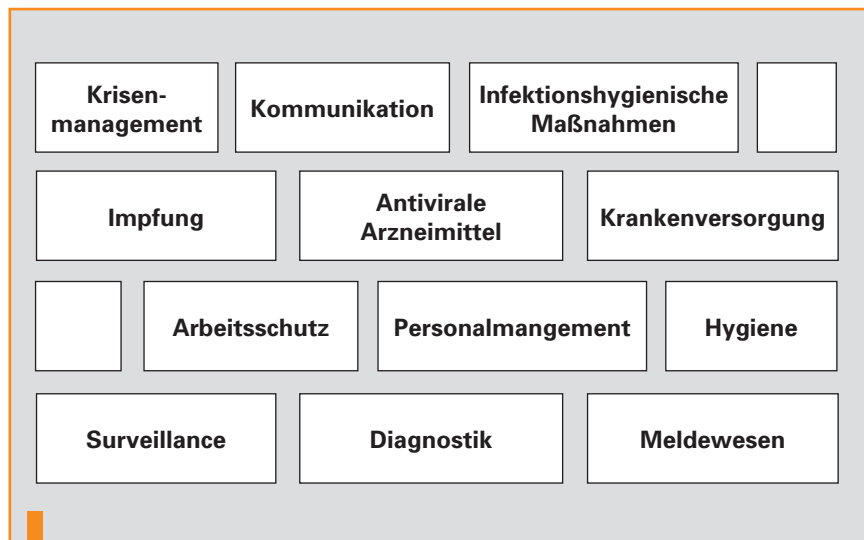 Krisen-
management
Kommunikation
Infektionshygienische
Maßnahmen
Impfung
Antivirale
Arzneimittel
Krankenversorgung
Arbeitsschutz
Personalmangement
Hygiene
Surveillance
Diagnostik
Meldewesen